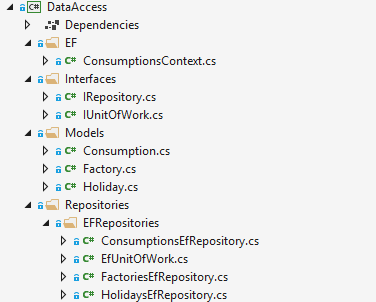 C# DataAccess
Dependencies
EF
C# ConsumptionsContext.cs
Interfaces
C# IRepository.cs
C# IUnitOfWork.cs
Models
C# Consumption.cs
C# Factory.cs
C# Holiday.cs
Repositories
EFRepositories
C# ConsumptionsEfRepository.cs
C# EfUnitOfWork.cs
C# FactoriesEfRepository.cs
C# HolidaysEfRepository.cs